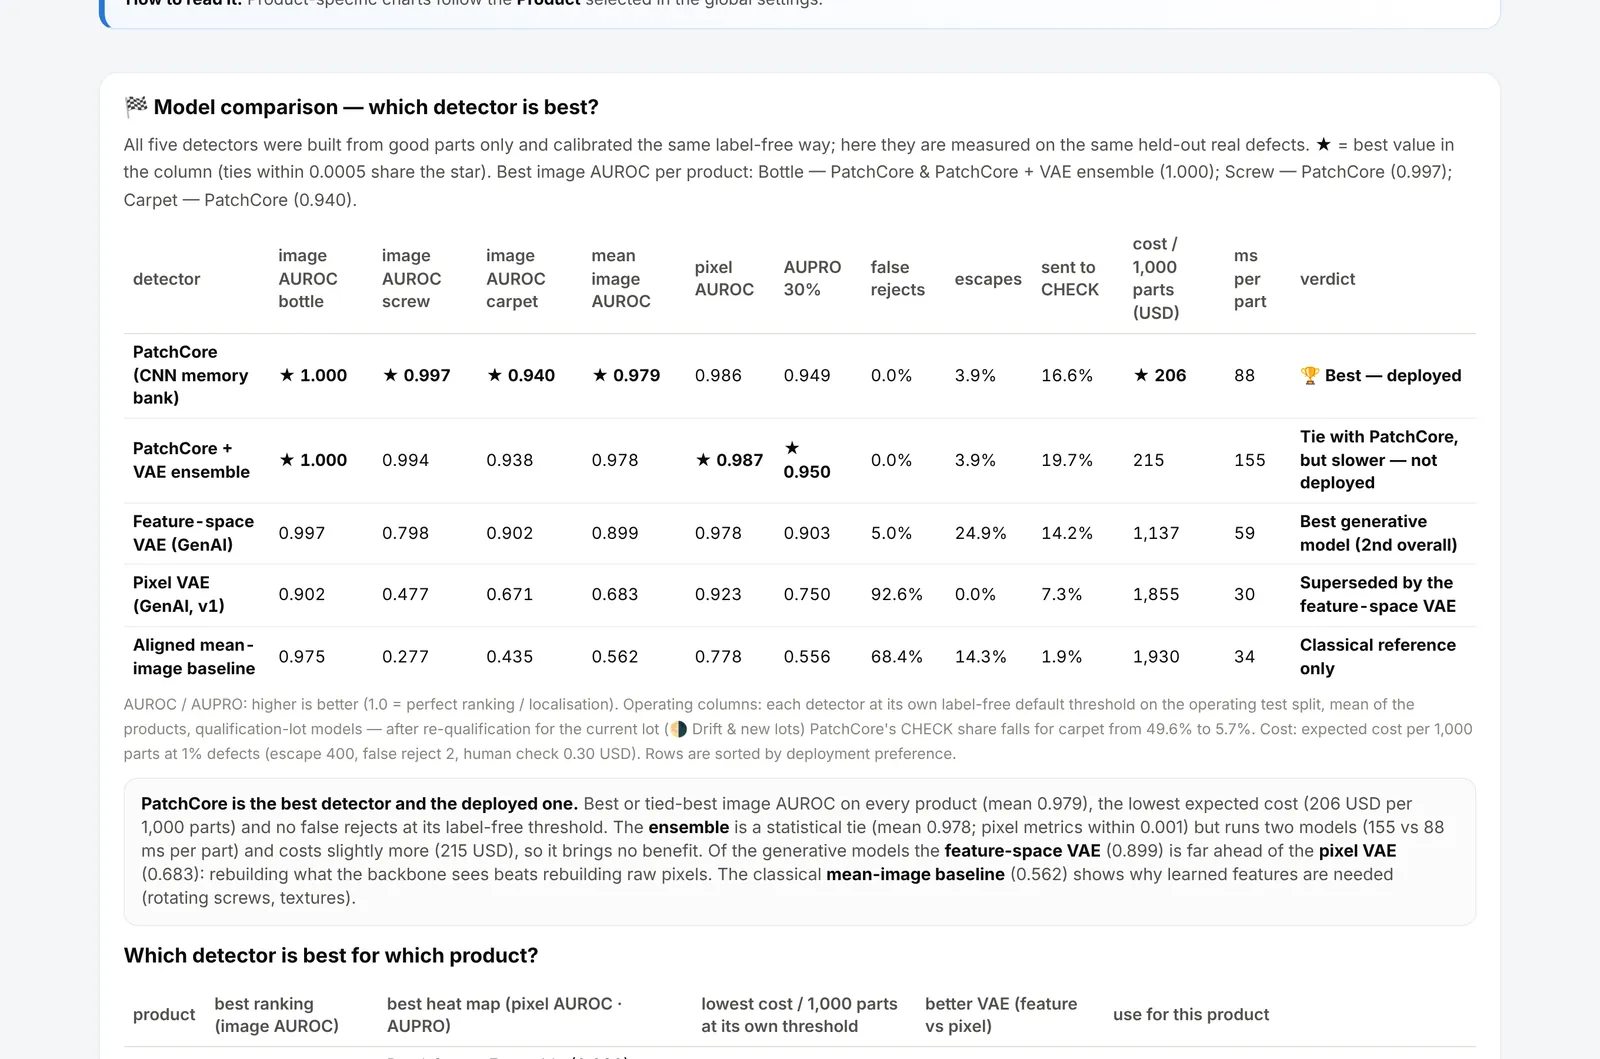 How to read it: Product-specific charts follow the Product selected in the global settings.
🏁 Model comparison — which detector is best?
All five detectors were built from good parts only and calibrated the same label-free way; here they are measured on the same held-out real defects. ★ = best value in
the column (ties within 0.0005 share the star). Best image AUROC per product: Bottle — PatchCore & PatchCore + VAE ensemble (1.000); Screw — PatchCore (0.997);
Carpet — PatchCore (0.940).
detector
image
AUROC
bottle
image
AUROC
screw
image
AUROC
carpet
mean
image
AUROC
pixel
AUROC
AUPRO
30%
false
rejects
escapes
sent to
CHECK
cost /
1,000
parts
(USD)
ms
per
part
verdict
PatchCore
(CNN memory
bank)
★ 1.000
★ 0.997
★ 0.940
★ 0.979
0.986
0.949
0.0%
3.9%
16.6%
★ 206
88
🏆 Best — deployed
PatchCore +
VAE ensemble
★ 1.000
0.994
0.938
0.978
★ 0.987
★
0.950
0.0%
3.9%
19.7%
215
155
Tie with PatchCore,
but slower — not
deployed
Feature-space
VAE (GenAI)
0.997
0.798
0.902
0.899
0.978
0.903
5.0%
24.9%
14.2%
1,137
59
Best generative
model (2nd overall)
Pixel VAE
(GenAI, v1)
0.902
0.477
0.671
0.683
0.923
0.750
92.6%
0.0%
7.3%
1,855
30
Superseded by the
feature-space VAE
Aligned mean-
image baseline
0.975
0.277
0.435
0.562
0.778
0.556
68.4%
14.3%
1.9%
1,930
34
Classical reference
only
AUROC / AUPRO: higher is better (1.0 = perfect ranking / localisation). Operating columns: each detector at its own label-free default threshold on the operating test split, mean of the
products, qualification-lot models — after re-qualification for the current lot (🌗 Drift & new lots) PatchCore's CHECK share falls for carpet from 49.6% to 5.7%. Cost: expected cost per 1,000
parts at 1% defects (escape 400, false reject 2, human check 0.30 USD). Rows are sorted by deployment preference.
PatchCore is the best detector and the deployed one. Best or tied-best image AUROC on every product (mean 0.979), the lowest expected cost (206 USD per
1,000 parts) and no false rejects at its label-free threshold. The ensemble is a statistical tie (mean 0.978; pixel metrics within 0.001) but runs two models (155 vs 88
ms per part) and costs slightly more (215 USD), so it brings no benefit. Of the generative models the feature-space VAE (0.899) is far ahead of the pixel VAE
(0.683): rebuilding what the backbone sees beats rebuilding raw pixels. The classical mean-image baseline (0.562) shows why learned features are needed
(rotating screws, textures).
Which detector is best for which product?
product
best ranking
(image AUROC)
best heat map (pixel AUROC ·
AUPRO)
lowest cost / 1,000 parts
at its own threshold
better VAE (feature
vs pixel)
use for this product